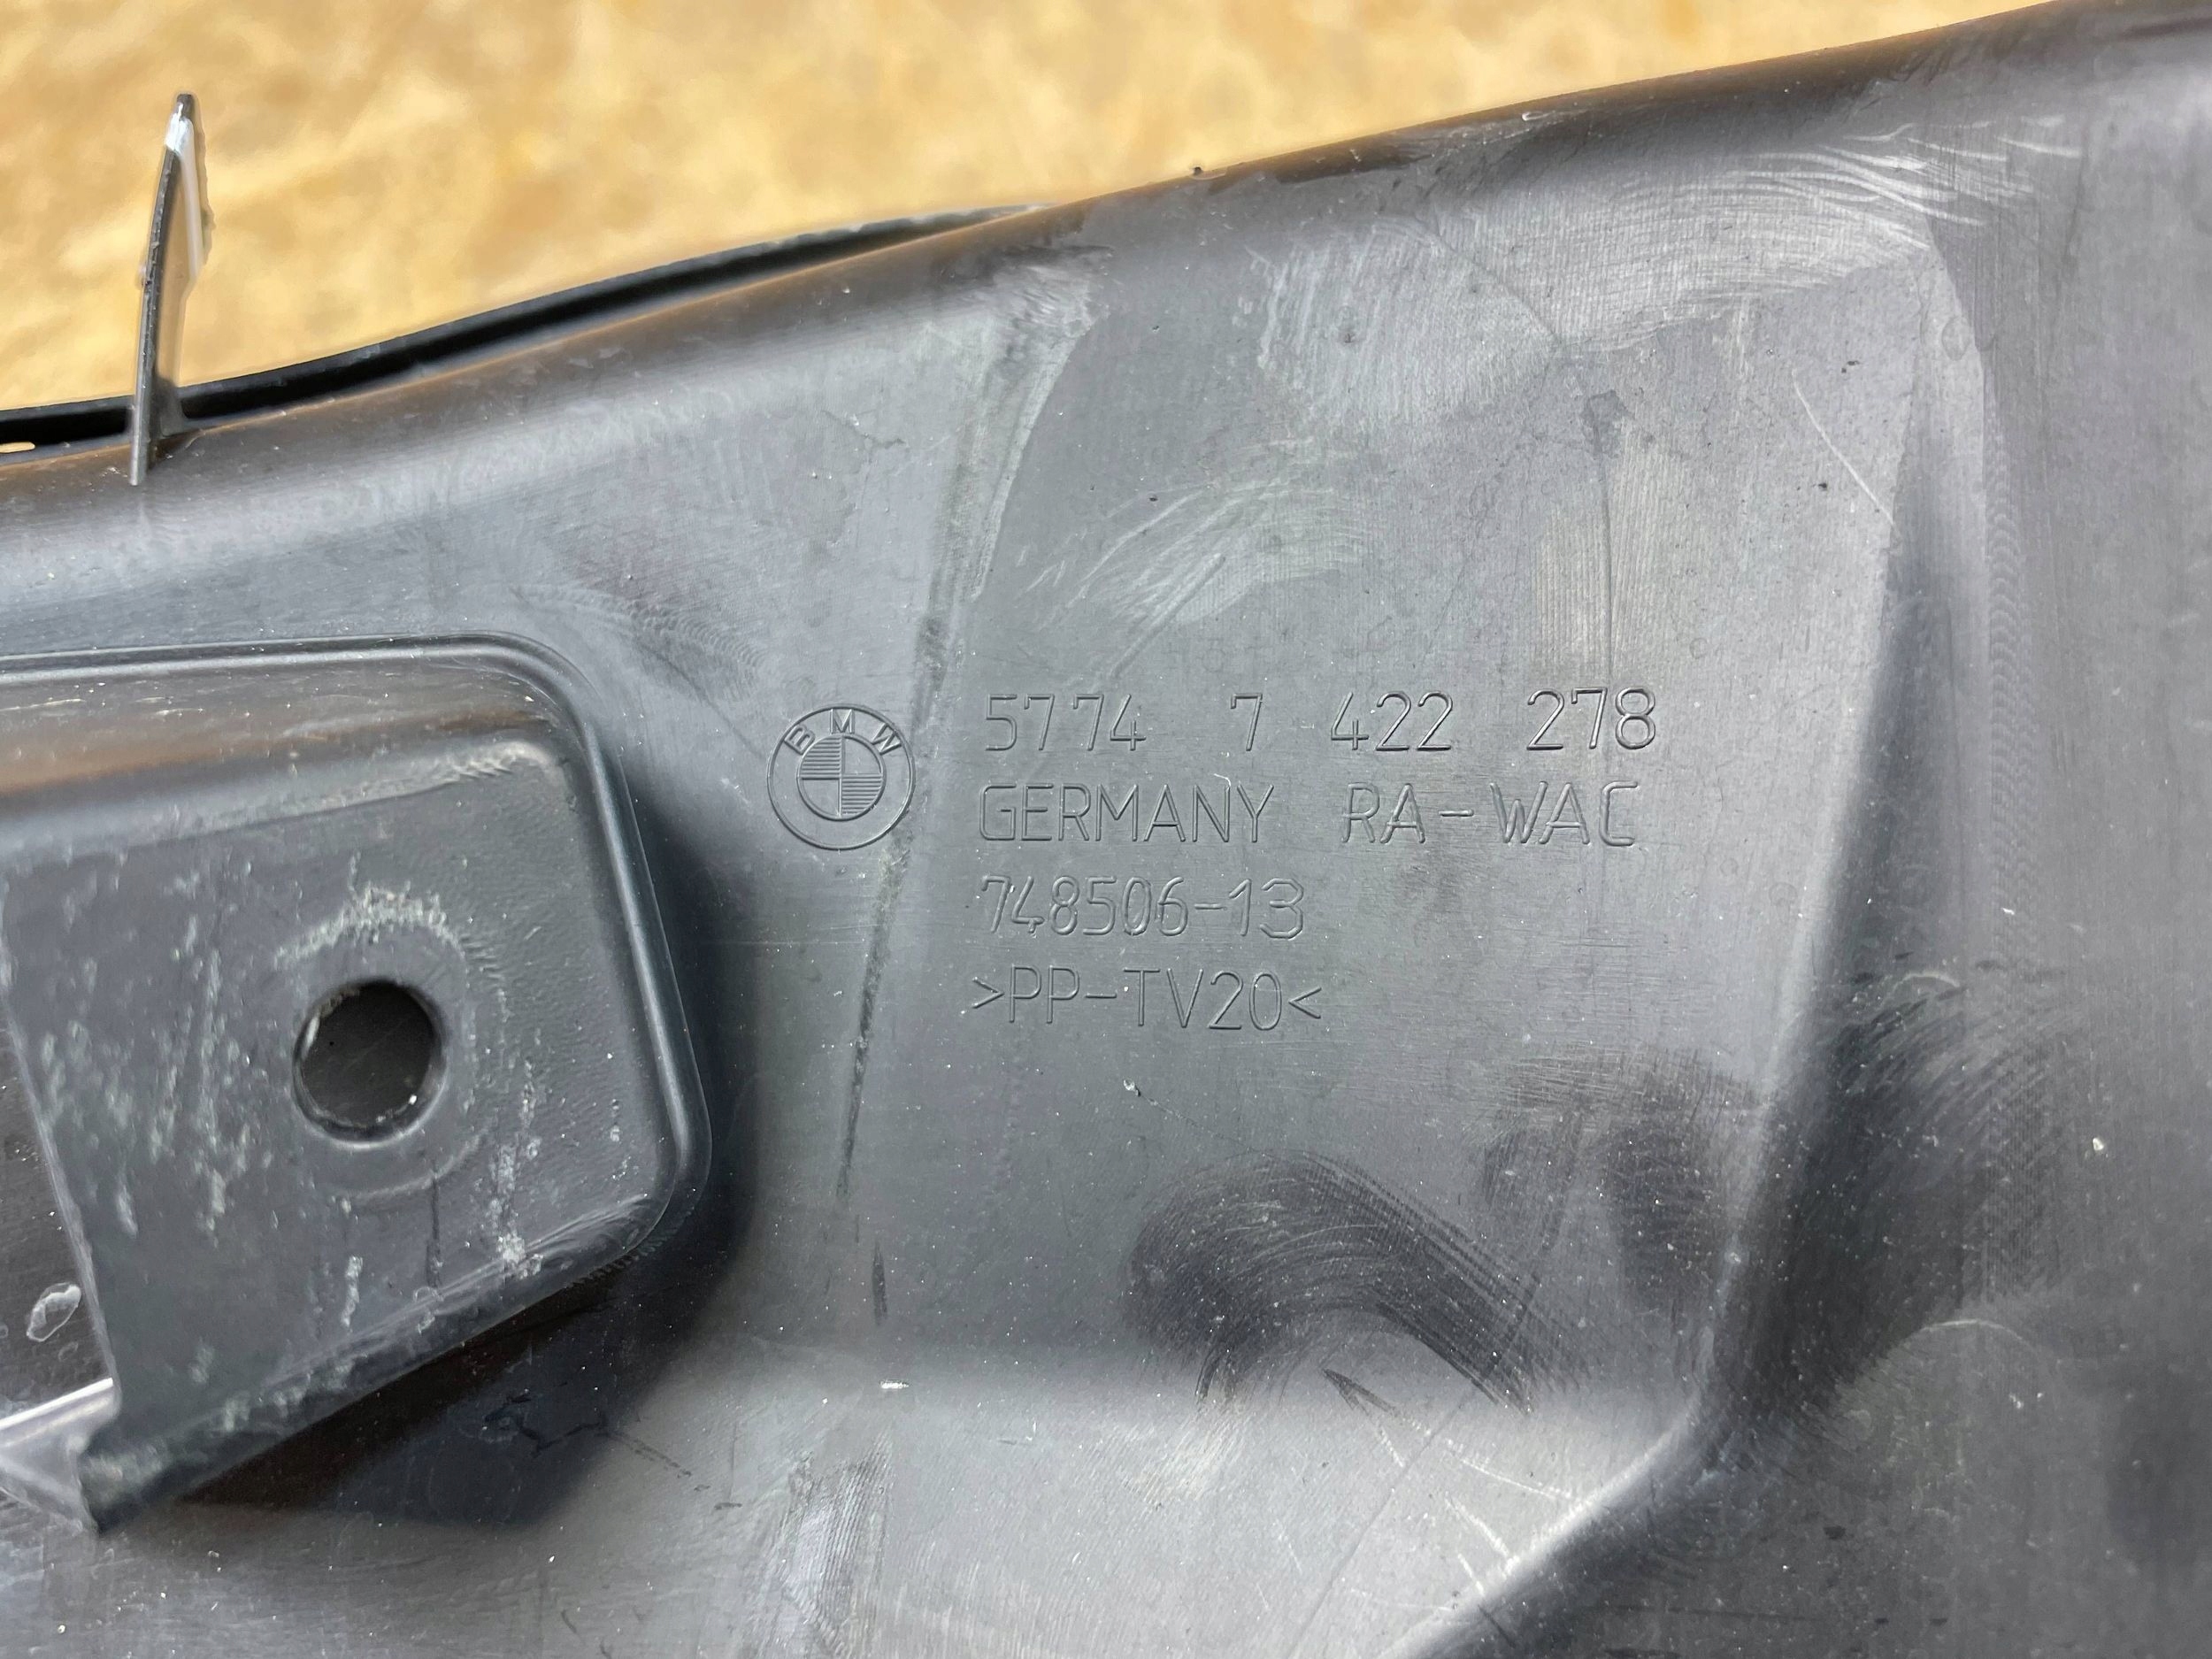 BMW
5774 7 422 278
GERMANY RA-WAC
748506-13
>PP-TV20<